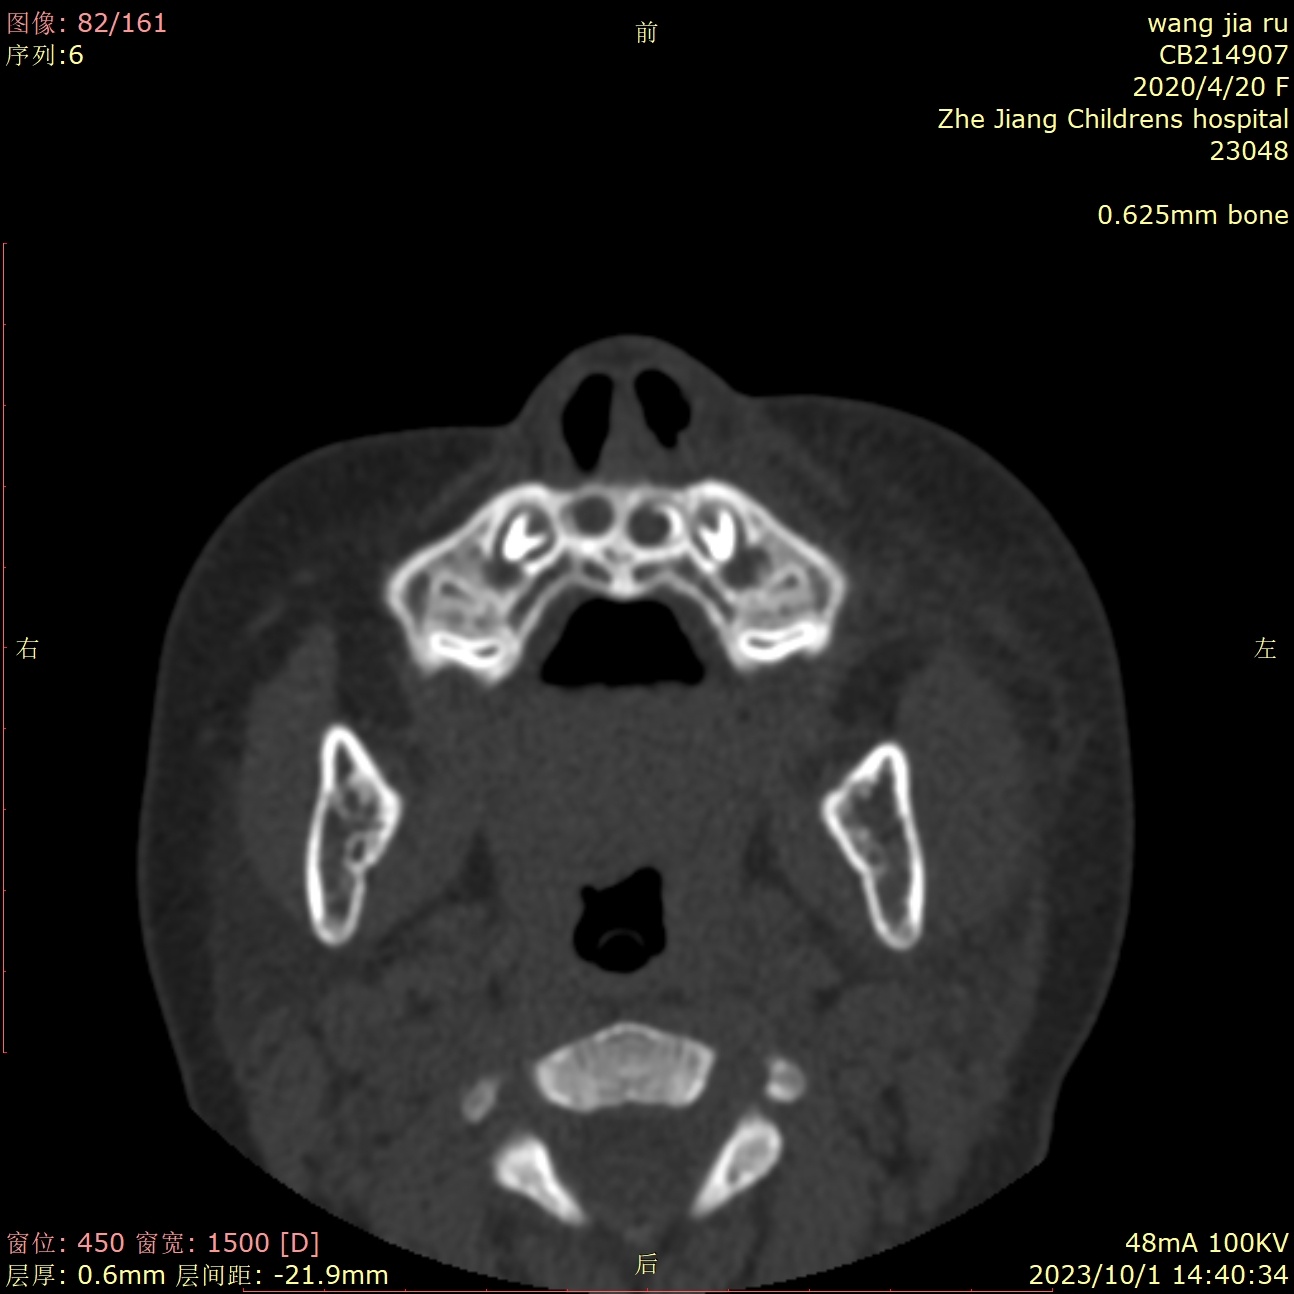 图像: 82/161
序列:6
前
wang jia ru
CB214907
2020/4/20 F
Zhe Jiang Childrens hospital
23048
0.625mm bone
右
左
窗位: 450 窗宽: 1500 [D]
层厚: 0.6mm 层间距: -21.9mm
后
48mA 100KV
2023/10/1 14:40:34